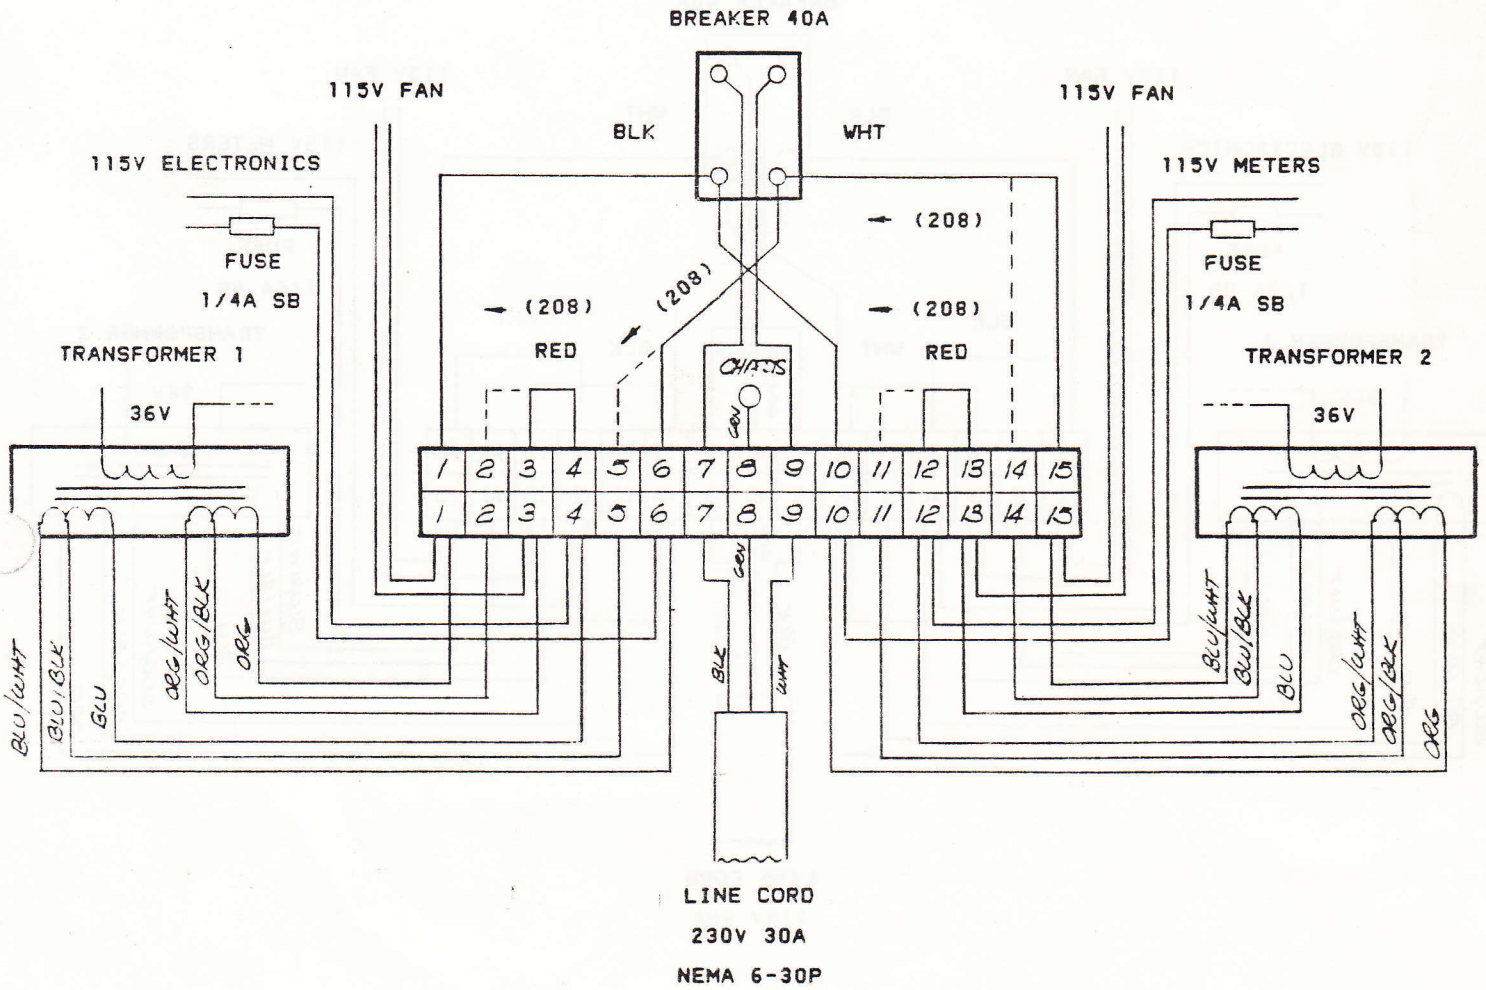 BREAKER 40A
115V FAN
115V FAN
BLK
WHT
115V ELECTRONICS
115V METERS
(208)
FUSE
FUSE
1/4A SB
1/4A SB
(208)
(208)
(208)
RED
RED
TRANSFORMER 1
TRANSFORMER 2
36V
36V
GRN
1 2 3 4 5 6 7 8 9 10 11 12 13 14 15
1 2 3 4 5 6 7 8 9 10 11 12 13 14 15
GRN
BLU/WHT
BLU/BLK
BLU
ORG/WHT
ORG/BLK
ORG
BLK
WHT
BLU/WHT
BLU/BLK
BLU
ORG/WHT
ORG/BLK
ORG
LINE CORD
230V 30A
NEMA 6-30P